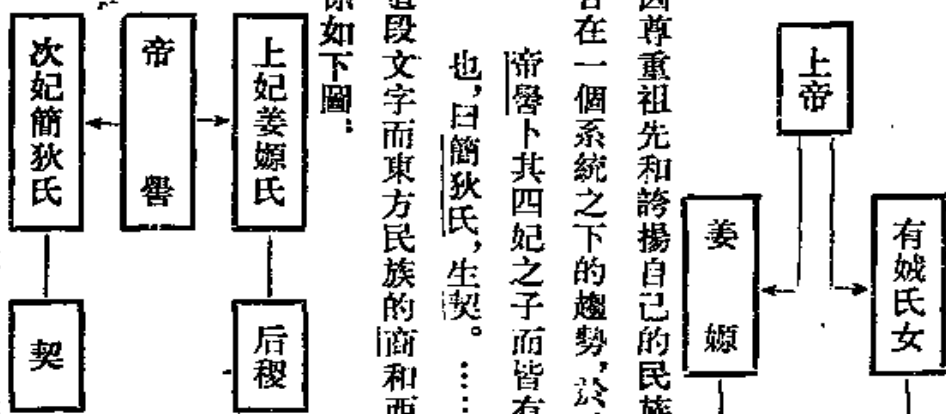 上帝
有娀氏女
姜嫄
因尊重祖先和誇揚自己的民族
在一個系統之下的趨勢,於
帝嚳卜其四妃之子而皆有
也,曰簡狄氏,生契。……
段文字而東方民族的商和西
係如下圖:
上妃姜嫄氏
后稷
帝嚳
次妃簡狄氏
契